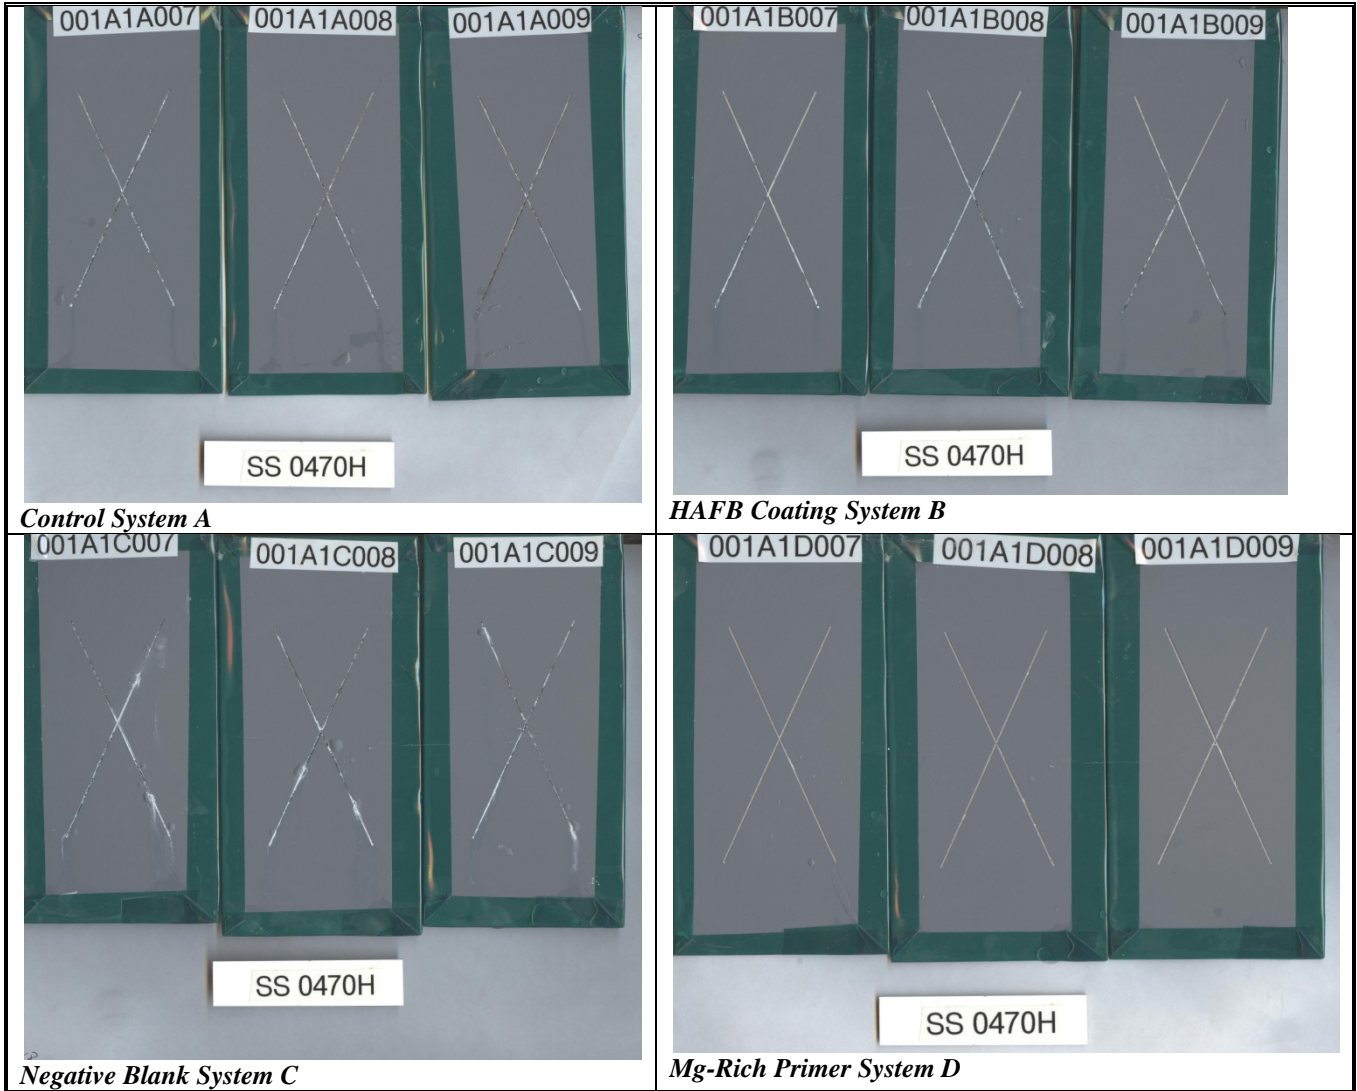 001A1A007 001A1A008 001A1A009
SS 0470H
Control System A
001A1B007 001A1B008 001A1B009
SS 0470H
HAFB Coating System B
001A1C007 001A1C008 001A1C009
SS 0470H
Negative Blank System C
001A1D007 001A1D008 001A1D009
SS 0470H
Mg-Rich Primer System D